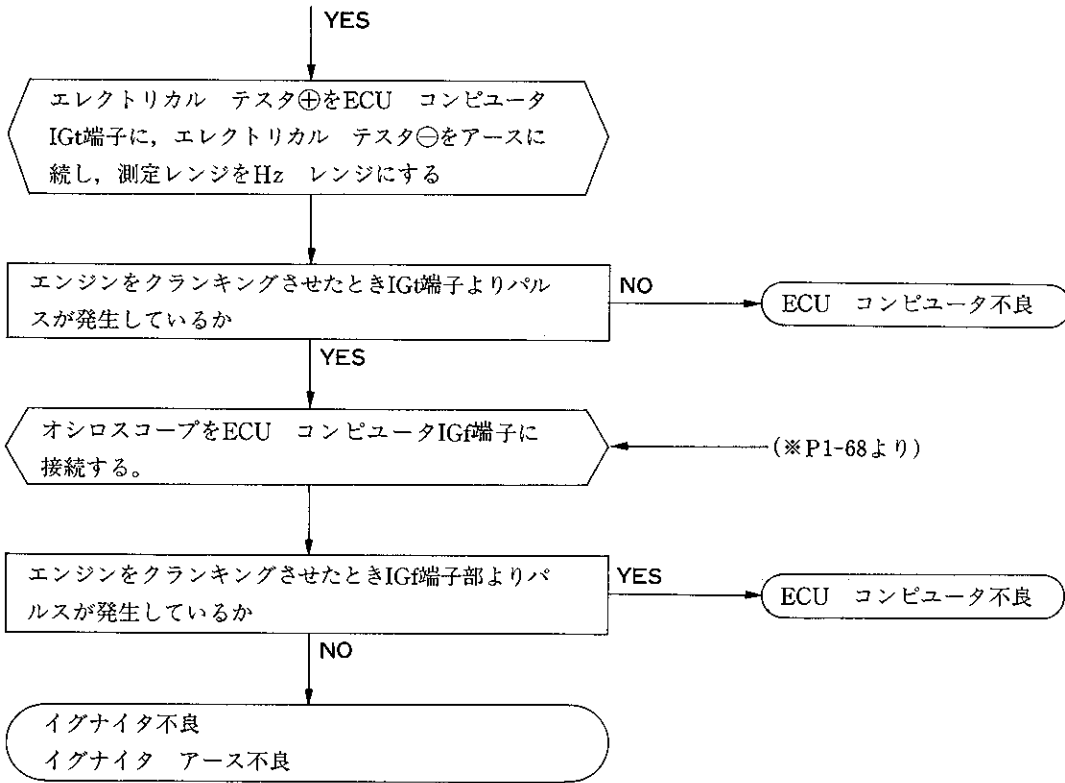 YES
エレクトリカル テスタ⊕をECU コンピユータ
IGt端子に，エレクトリカル テスタ⊖をアースに
続し，測定レンジをHz レンジにする
エンジンをクランキングさせたときIGt端子よりパル
スが発生しているか
NO
ECU コンピユータ不良
YES
オシロスコープをECU コンピユータIGf端子に
接続する。
(※P1-68より)
エンジンをクランキングさせたときIGf端子部よりパ
ルスが発生しているか
YES
ECU コンピユータ不良
NO
イグナイタ不良
イグナイタ アース不良